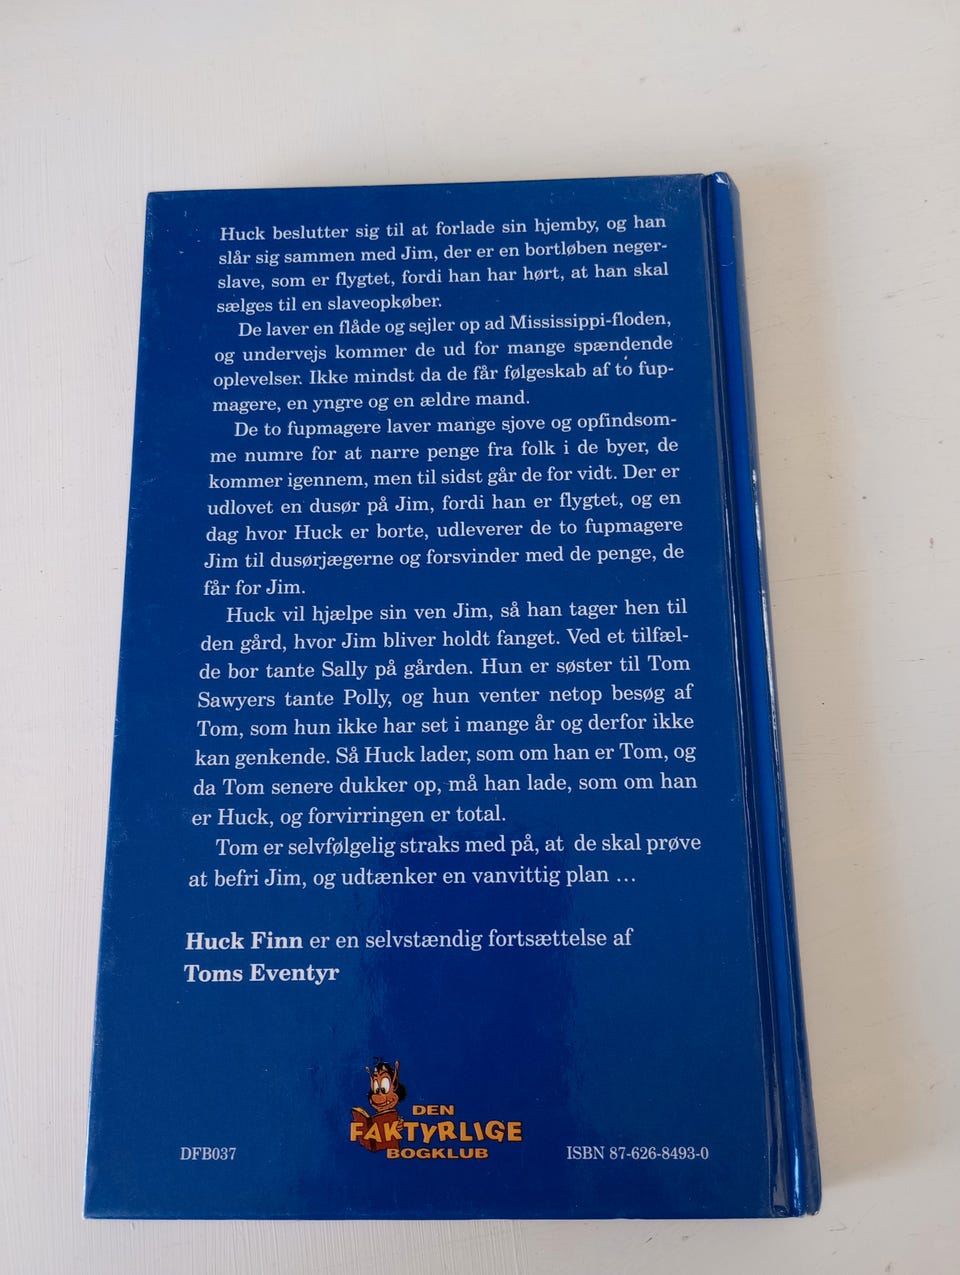 Huck beslutter sig til at forlade sin hjemby, og han
slår sig sammen med Jim, der er en bortløben neger-
slave, som er flygtet, fordi han har hørt, at han skal
sælges til en slaveopkøber.
De laver en flåde og sejler op ad Mississippi-floden,
og undervejs kommer de ud for mange spændende
oplevelser. Ikke mindst da de får følgeskab af to fup-
magere, en yngre og en ældre mand.
De to fupmagere laver mange sjove og opfindsom-
me numre for at narre penge fra folk i de byer, de
kommer igennem, men til sidst går de for vidt. Der er
udlovet en dusør på Jim, fordi han er flygtet, og en
dag hvor Huck er borte, udleverer de to fupmagere
Jim til dusørjægerne og forsvinder med de penge, de
får for Jim.
Huck vil hjælpe sin ven Jim, så han tager hen til
den gård, hvor Jim bliver holdt fanget. Ved et tilfæl-
de bor tante Sally på gården. Hun er søster til Tom
Sawyers tante Polly, og hun venter netop besøg af
Tom, som hun ikke har set i mange år og derfor ikke
kan genkende. Så Huck lader, som om han er Tom, og
da Tom senere dukker op, må han lade, som om han
er Huck, og forvirringen er total.
Tom er selvfølgelig straks med på, at de skal prøve
at befri Jim, og udtænker en vanvittig plan ...
Huck Finn er en selvstændig fortsættelse af
Toms Eventyr
DEN
FAKTYRLIGE
BOGKLUB
DFB037
ISBN 87-626-8493-0